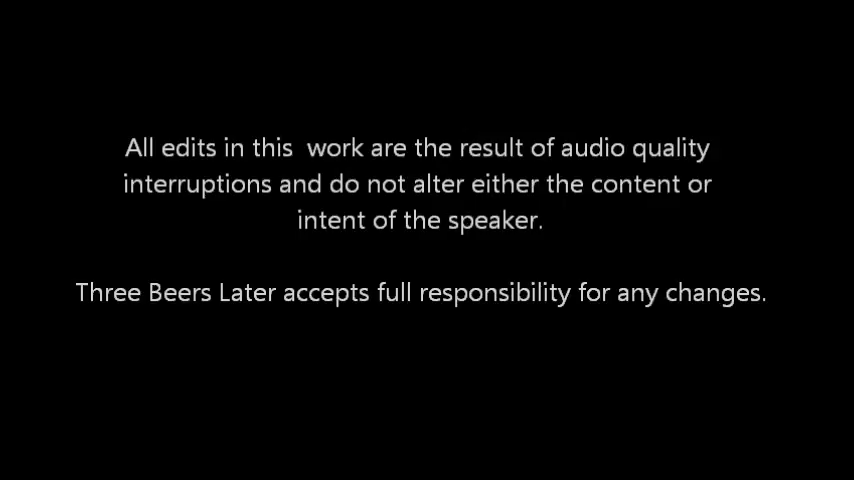 All edits in this  work are the result of audio quality
interruptions and do not alter either the content or
intent of the speaker.
Three Beers Later accepts full responsibility for any changes.